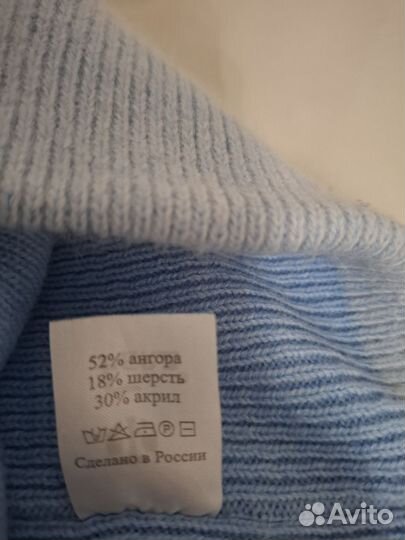 52% ангора
18% шерсть
30% акрил
Сделано в России
Avito